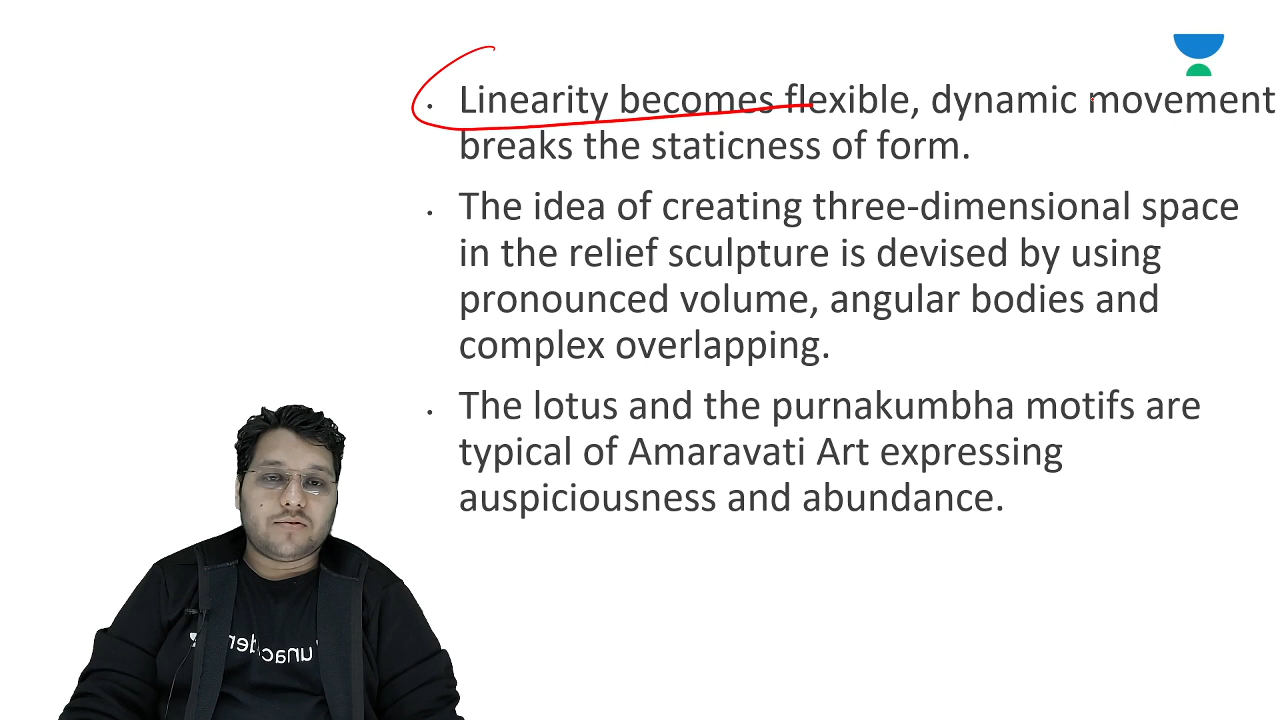 Linearity becomes flexible, dynamic movement
breaks the staticness of form.
The idea of creating three-dimensional space
in the relief sculpture is devised by using
pronounced volume, angular bodies and
complex overlapping.
The lotus and the purnakumbha motifs are
typical of Amaravati Art expressing
auspiciousness and abundance.